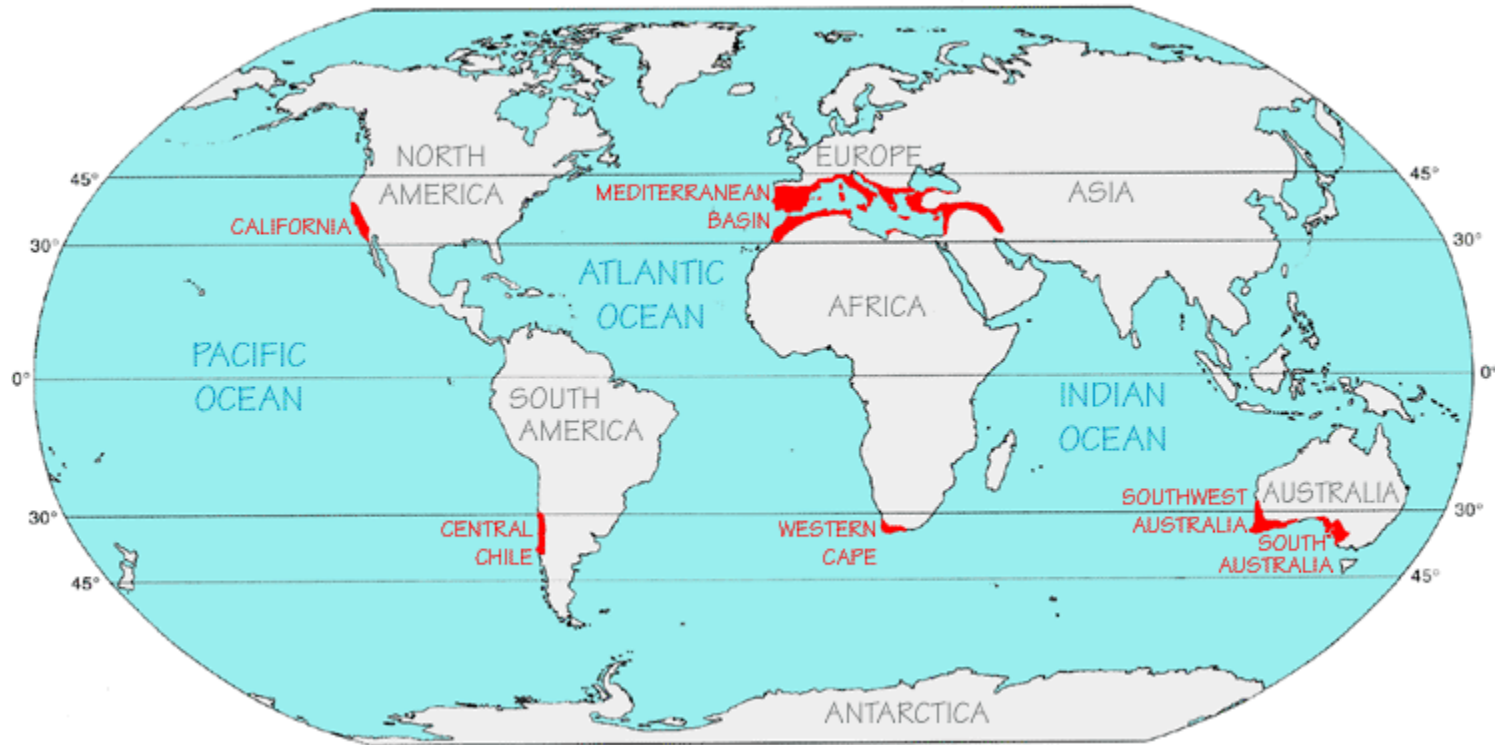 NORTH
AMERICA
EUROPE
ASIA
45°
45°
MEDITERRANEAN
BASIN
CALIFORNIA
30°
30°
ATLANTIC
OCEAN
AFRICA
PACIFIC
OCEAN
0°
0°
SOUTH
AMERICA
INDIAN
OCEAN
SOUTHWEST
AUSTRALIA
AUSTRALIA
30°
30°
CENTRAL
CHILE
WESTERN
CAPE
SOUTH
AUSTRALIA
45°
45°
ANTARCTICA